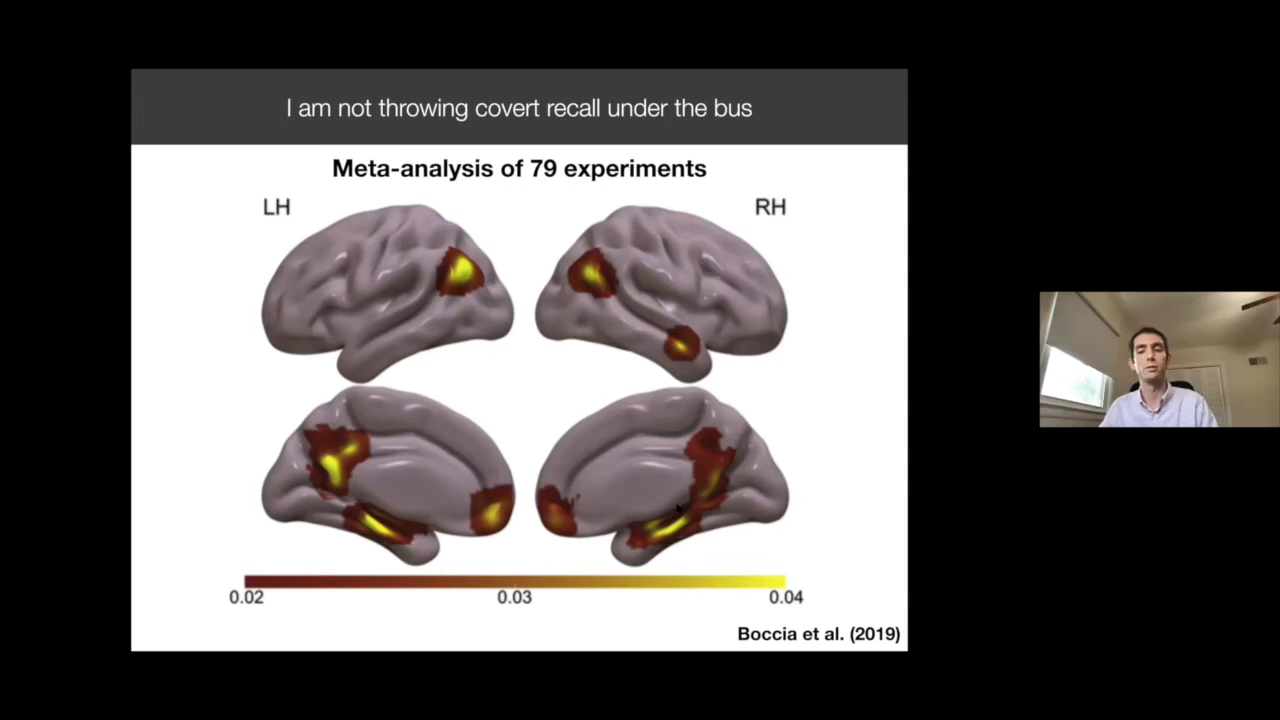 I am not throwing covert recall under the bus
Meta-analysis of 79 experiments
LH
RH
0.02
0.03
0.04
Boccia et al. (2019)